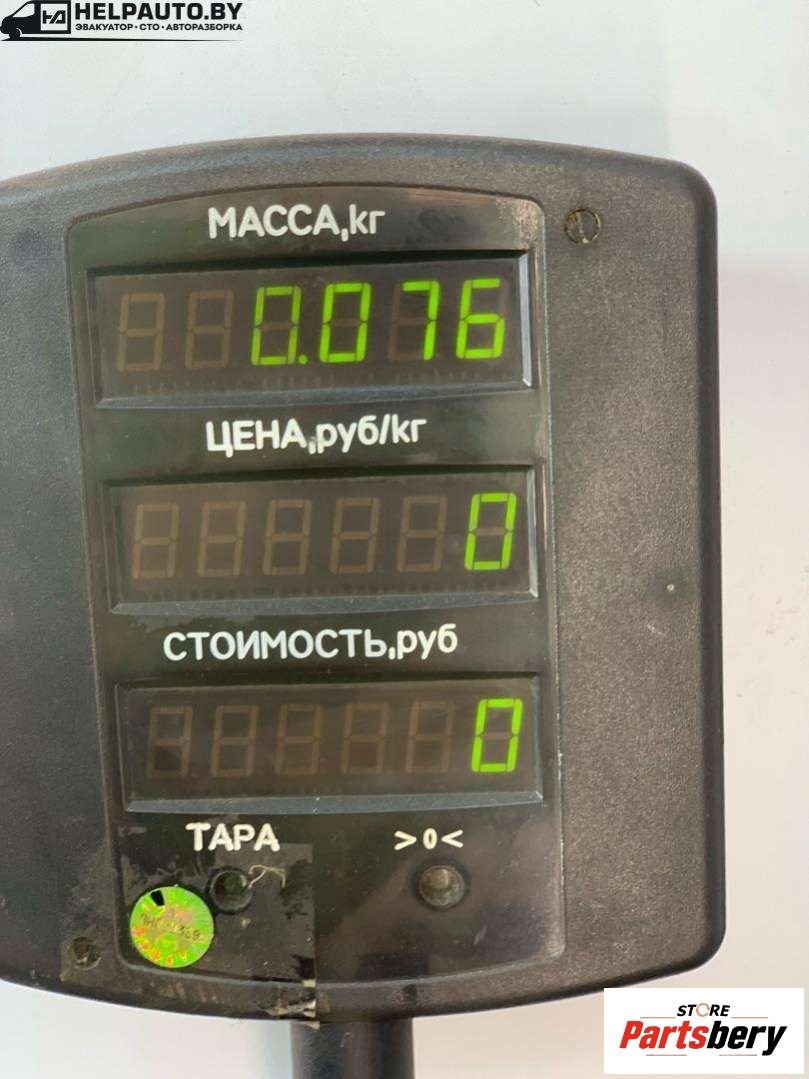 HELPAUTO.BY
ЭВАКУАТОР • СТО • АВТОРАЗБОРКА
МАССА,кг
0.076
ЦЕНА,руб/кг
0
СТОИМОСТЬ,руб
0
ТАРА >0<
STORE
Partsbery